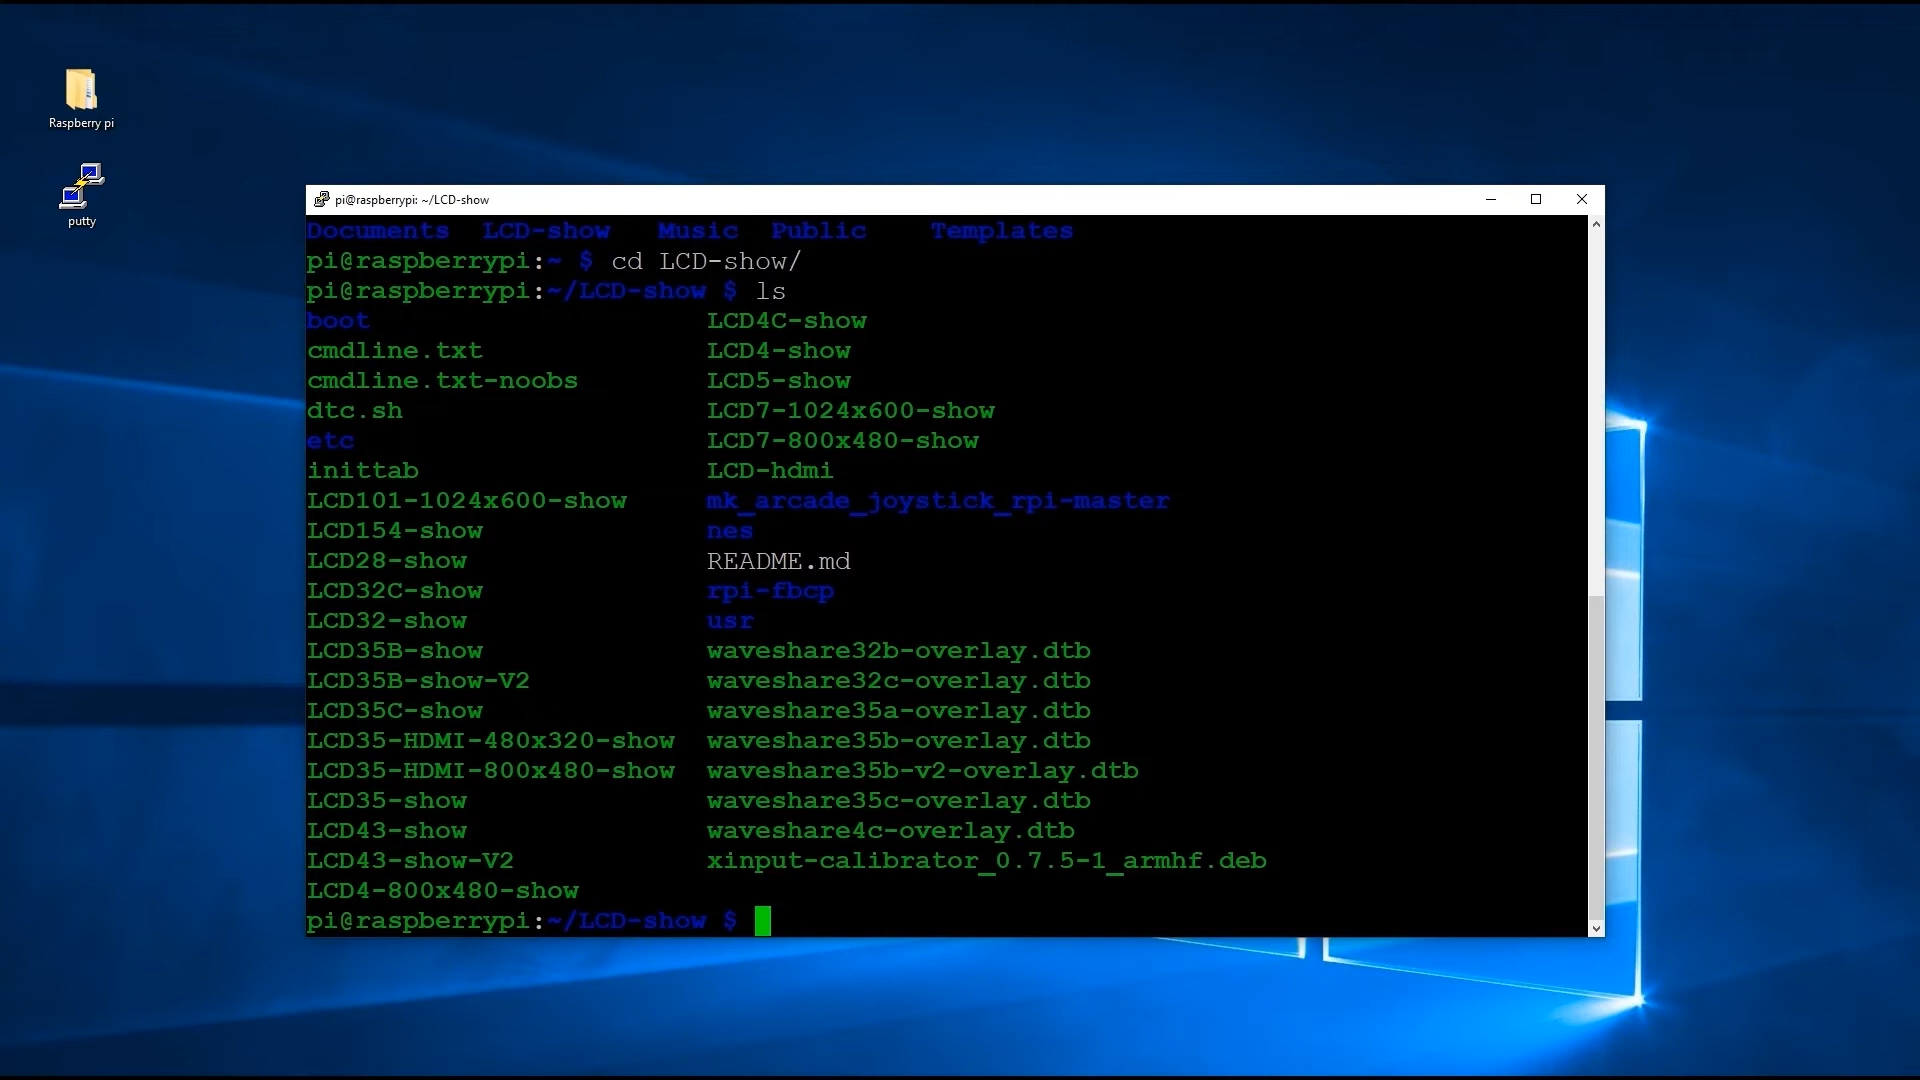 Raspberry pi
putty
pi@raspberrypi: ~/LCD-show
Documents LCD-show Music Public Templates
pi@raspberrypi:~ $ cd LCD-show/
pi@raspberrypi:~/LCD-show $ ls
boot LCD4C-show
cmdline.txt LCD4-show
cmdline.txt-noobs LCD5-show
dtc.sh LCD7-1024x600-show
etc LCD7-800x480-show
inittab LCD-hdmi
LCD101-1024x600-show mk_arcade_joystick_rpi-master
LCD154-show nes
LCD28-show README.md
LCD32C-show rpi-fbcp
LCD32-show usr
LCD35B-show waveshare32b-overlay.dtb
LCD35B-show-V2 waveshare32c-overlay.dtb
LCD35C-show waveshare35a-overlay.dtb
LCD35-HDMI-480x320-show waveshare35b-overlay.dtb
LCD35-HDMI-800x480-show waveshare35b-v2-overlay.dtb
LCD35-show waveshare35c-overlay.dtb
LCD43-show waveshare4c-overlay.dtb
LCD43-show-V2 xinput-calibrator_0.7.5-1_armhf.deb
LCD4-800x480-show
pi@raspberrypi:~/LCD-show $